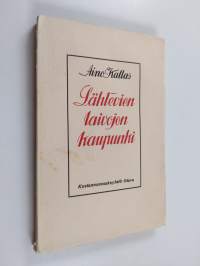 Aino Kallas
Lähtevien
laivojen
kaupunki
Kustannusosakeyhtiö Otava